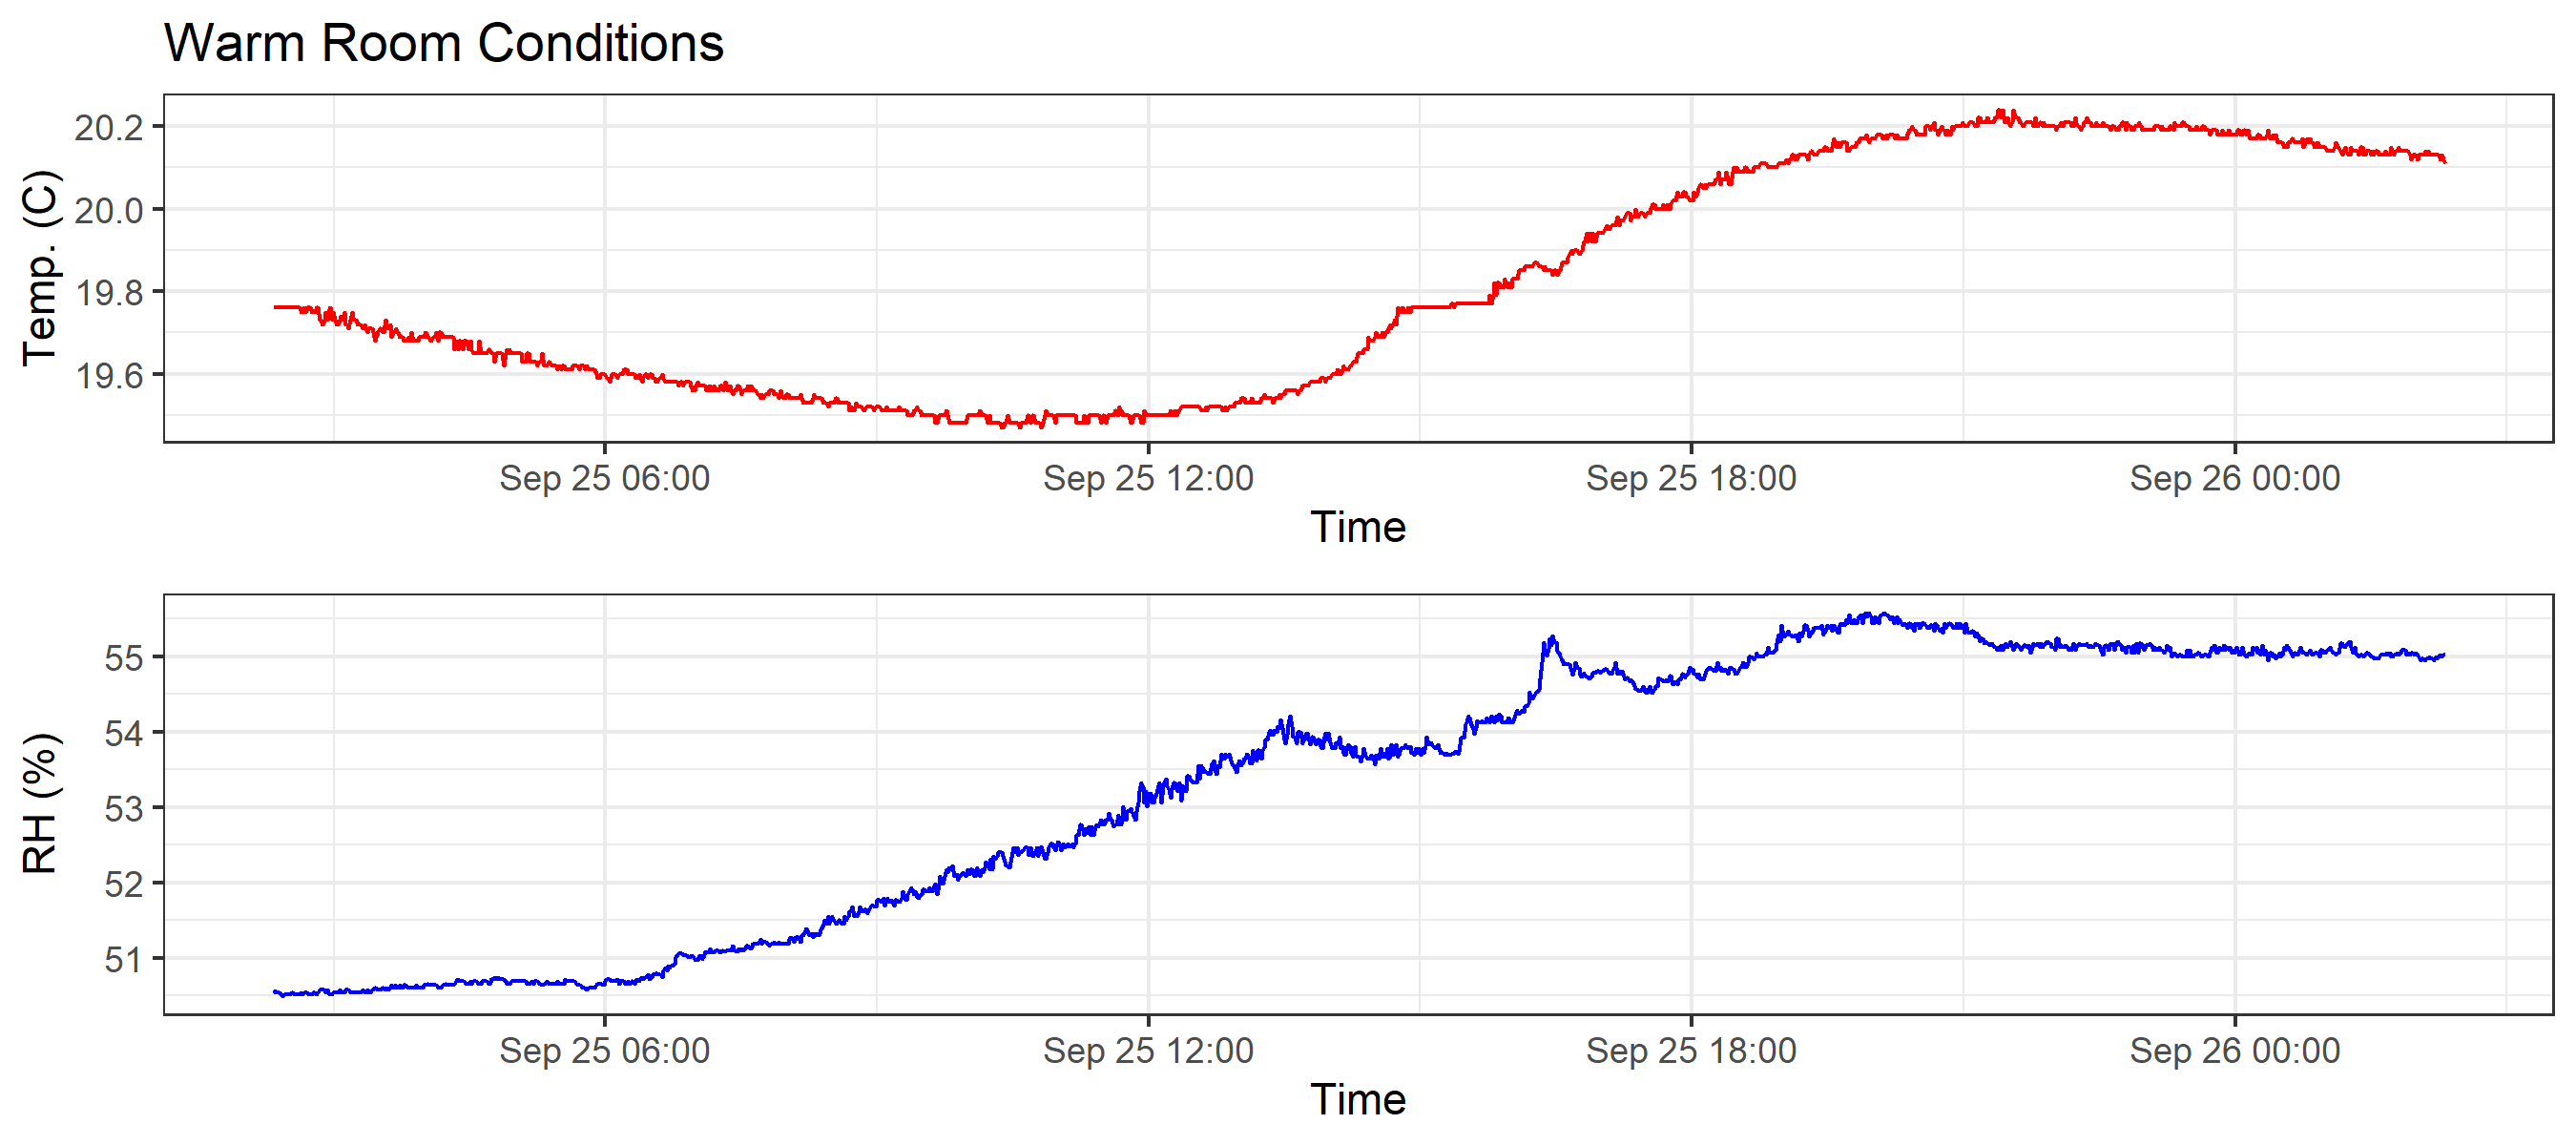 Warm Room Conditions
Temp. (C)
20.2
20.0
19.8
19.6
Sep 25 06:00 Sep 25 12:00 Sep 25 18:00 Sep 26 00:00
Time
RH (%)
55
54
53
52
51
Sep 25 06:00 Sep 25 12:00 Sep 25 18:00 Sep 26 00:00
Time